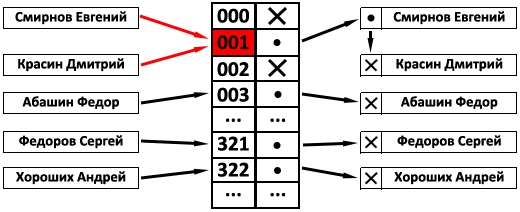 Смирнов Евгений
Красин Дмитрий
Абашин Федор
Федоров Сергей
Хороших Андрей
000
001
002
003
... ...
321
322
... ...
Смирнов Евгений
Красин Дмитрий
Абашин Федор
Федоров Сергей
Хороших Андрей